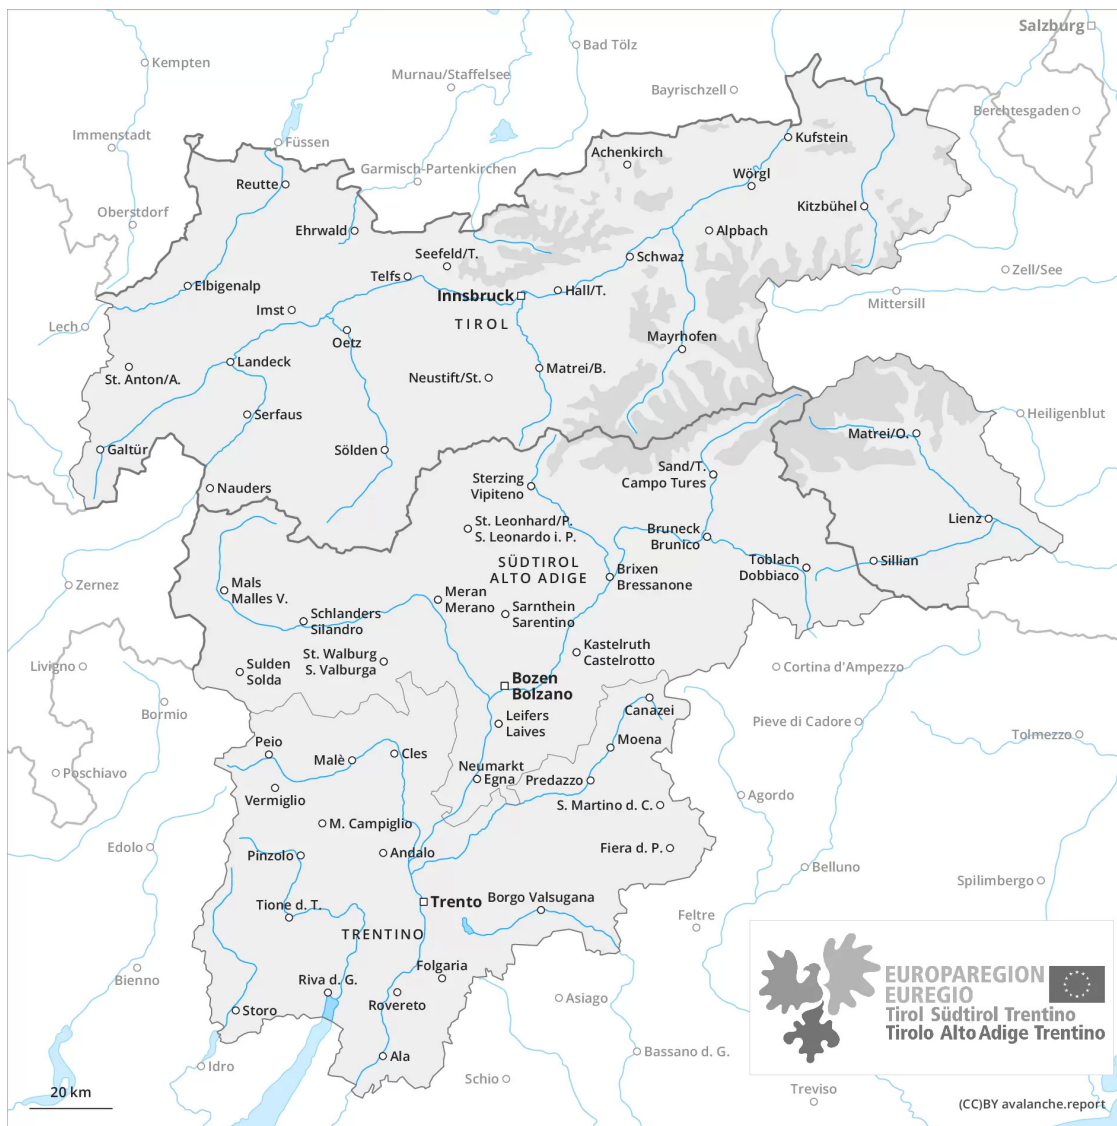 Salzburg
Bad Tölz
Kempten
Murnau/Staffelsee
Bayrischzell
Berchtesgaden
Immenstadt
Füssen
Kufstein
Achenkirch
Garmisch-Partenkirchen
Wörgl
Reutte
Kitzbühel
Oberstdorf
Ehrwald
Alpbach
Seefeld/T.
Schwaz
Zell/See
Telfs
Elbigenalp
Hall/T.
Innsbruck
Mittersill
Imst
TIROL
Lech
Oetz
Mayrhofen
Landeck
Matrei/B.
St. Anton/A.
Neustift/St.
Serfaus
Heiligenblut
Matrei/O.
Galtür
Sölden
Sand/T.
Campo Tures
Sterzing
Vipiteno
Nauders
Lienz
St. Leonhard/P.
S. Leonardo i. P.
Bruneck
Brunico
SÜDTIROL
ALTO ADIGE
Toblach
Dobbiaco
Sillian
Brixen
Bressanone
Zernez
Mals
Malles V.
Meran
Merano
Sarnthein
Sarentino
Schlanders
Silandro
Kastelruth
Castelrotto
St. Walburg
S. Valburga
Livigno
Sulden
Solda
Cortina d'Ampezzo
Bozen
Bolzano
Bormio
Canazei
Leifers
Laives
Pieve di Cadore
Tolmezzo
Moena
Peio
Malè
Cles
Neumarkt
Egna
Predazzo
Poschiavo
Vermiglio
Agordo
S. Martino d. C.
M. Campiglio
Edolo
Pinzolo
Andalo
Fiera d. P.
Belluno
Spilimbergo
Trento
Borgo Valsugana
Tione d. T.
Feltre
TRENTINO
Folgaria
Bienno
Riva d. G.
Rovereto
Asiago
Storo
EUROPAREGION
EUREGIO
Tirol Südtirol Trentino
Tirolo Alto Adige Trentino
Ala
Bassano d. G.
Idro
Schio
Treviso
20 km
(CC)BY avalanche.report